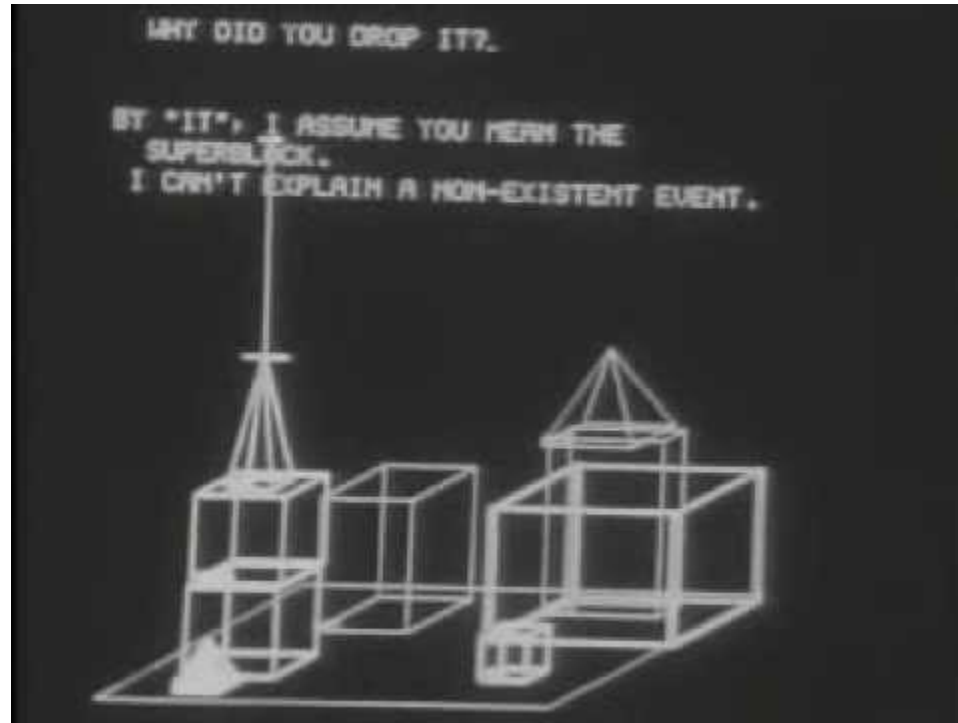 WHY DID YOU DROP IT?
BY "IT", I ASSUME YOU MEAN THE
SUPERBLOCK.
I CAN'T EXPLAIN A NON-EXISTENT EVENT.